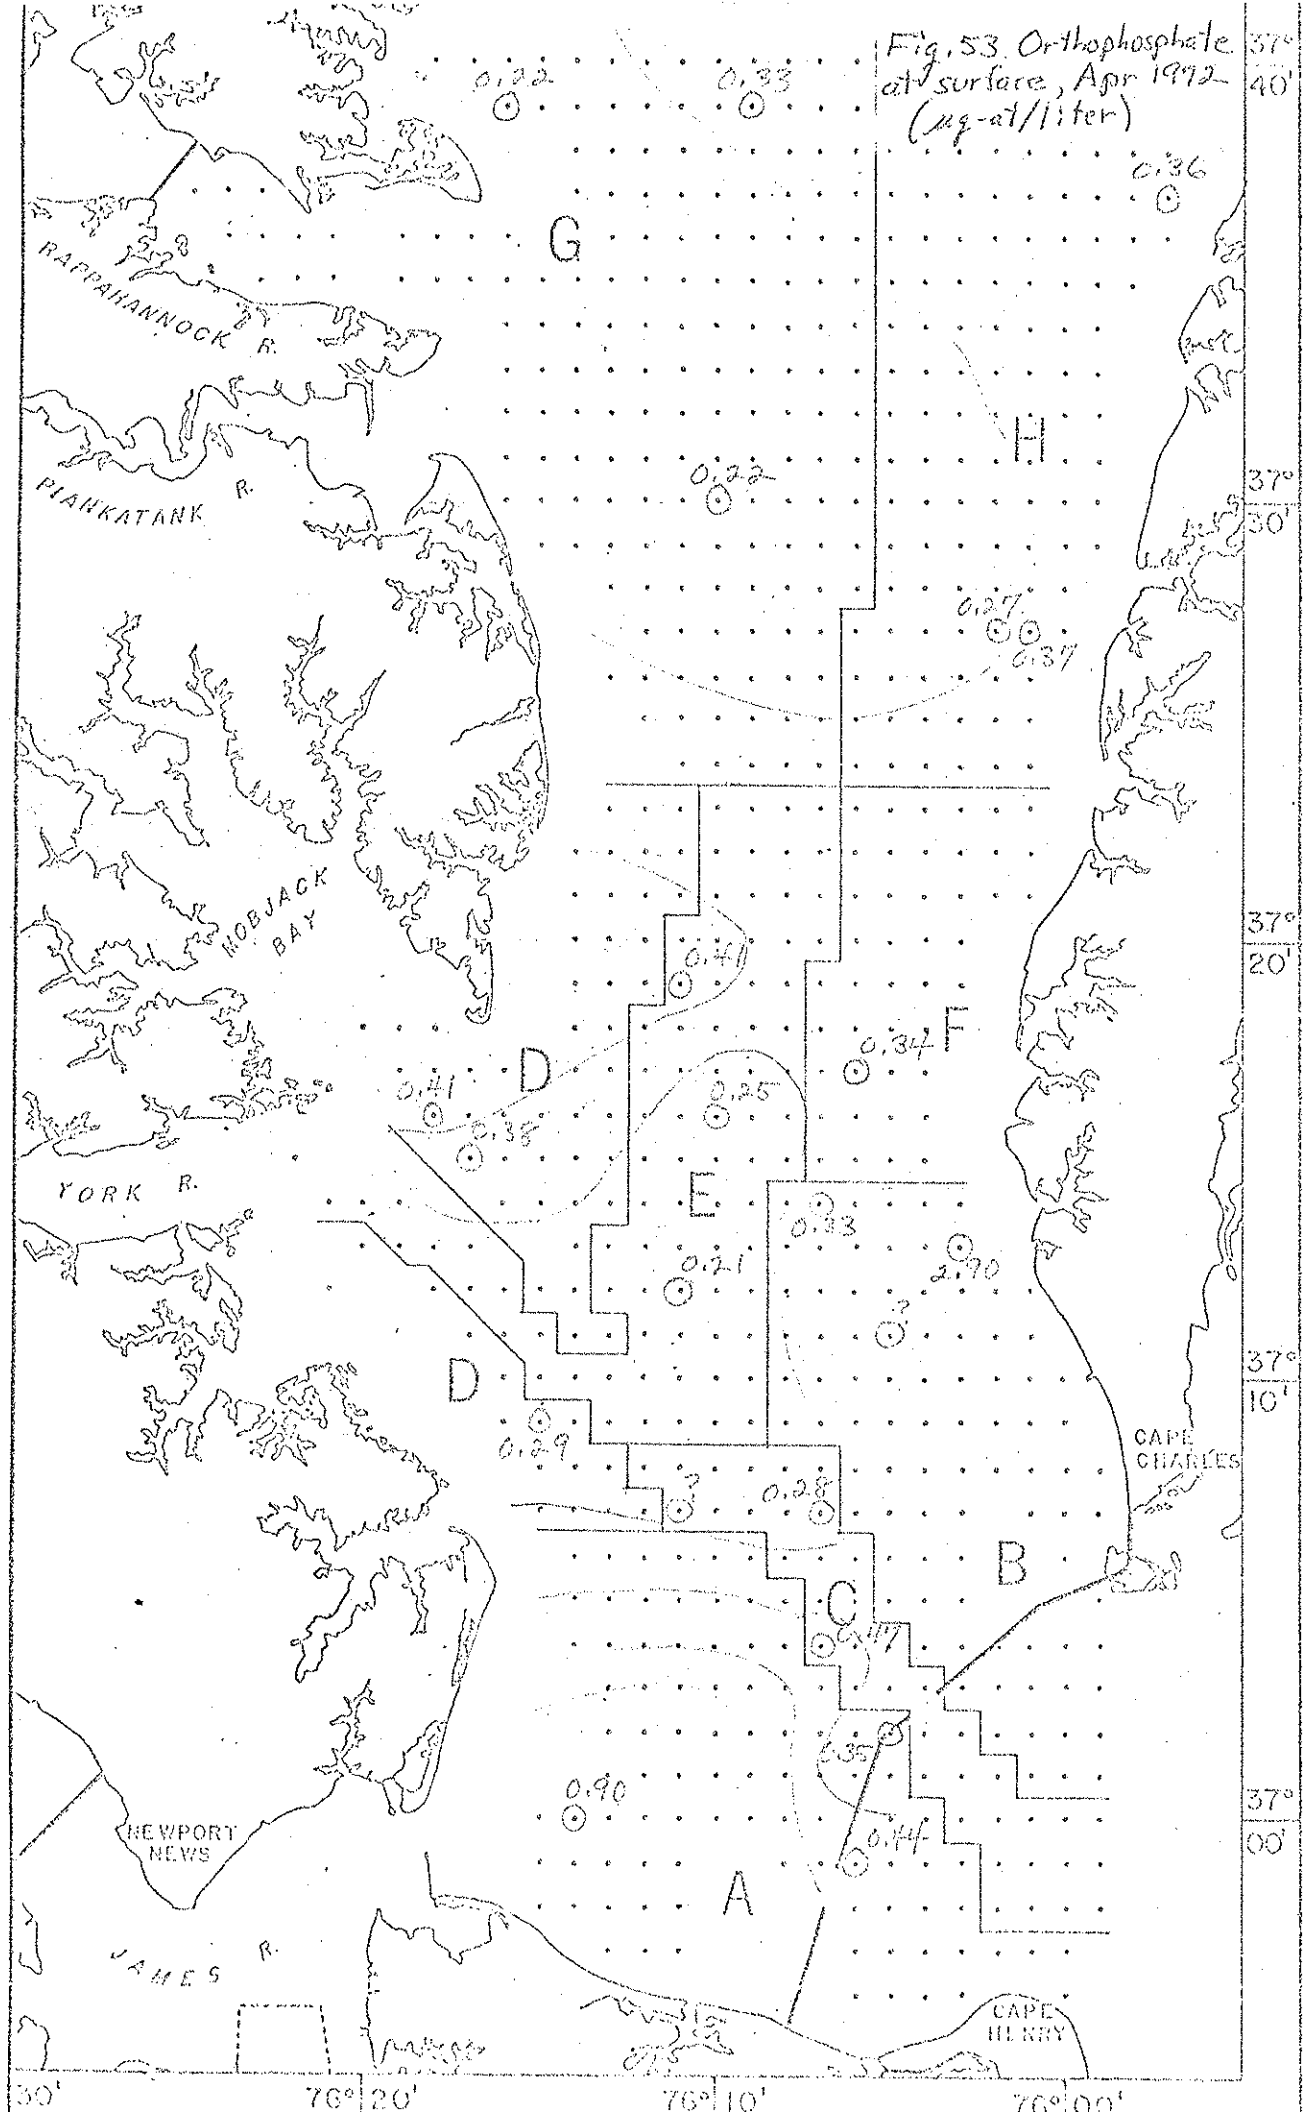 Fig. 53 Orthophosphate
at surface, Apr 1972
(µg-at/liter)
37°
40'
0.22
0.33
0.36
G
RAPPAHANNOCK R.
H
0.22
37°
30'
PIANKATANK R.
0.27
0.37
MOBJACK
BAY
37°
20'
0.41
F
D
0.34
0.41
0.25
0.38
YORK R.
E
0.33
0.21
2.90
?
D
37°
10'
0.29
CAPE
CHARLES
?
0.28
B
C
0.35
0.90
37°
00'
NEWPORT
NEWS
0.44
A
JAMES R.
CAPE
HENRY
30'
76° 20'
76° 10'
76° 00'